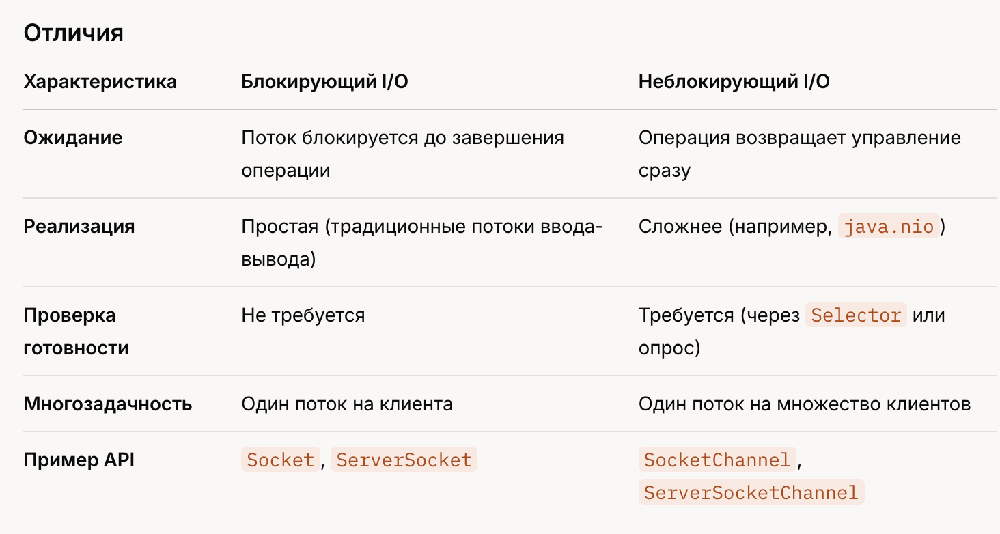 Отличия
Характеристика Блокирующий I/O Неблокирующий I/O
Ожидание Поток блокируется до завершения Операция возвращает управление
операции сразу
Реализация Простая (традиционные потоки ввода- Сложнее (например, java.nio)
вывода)
Проверка Не требуется Требуется (через Selector или
готовности опрос)
Многозадачность Один поток на клиента Один поток на множество клиентов
Пример API Socket, ServerSocket SocketChannel,
ServerSocketChannel